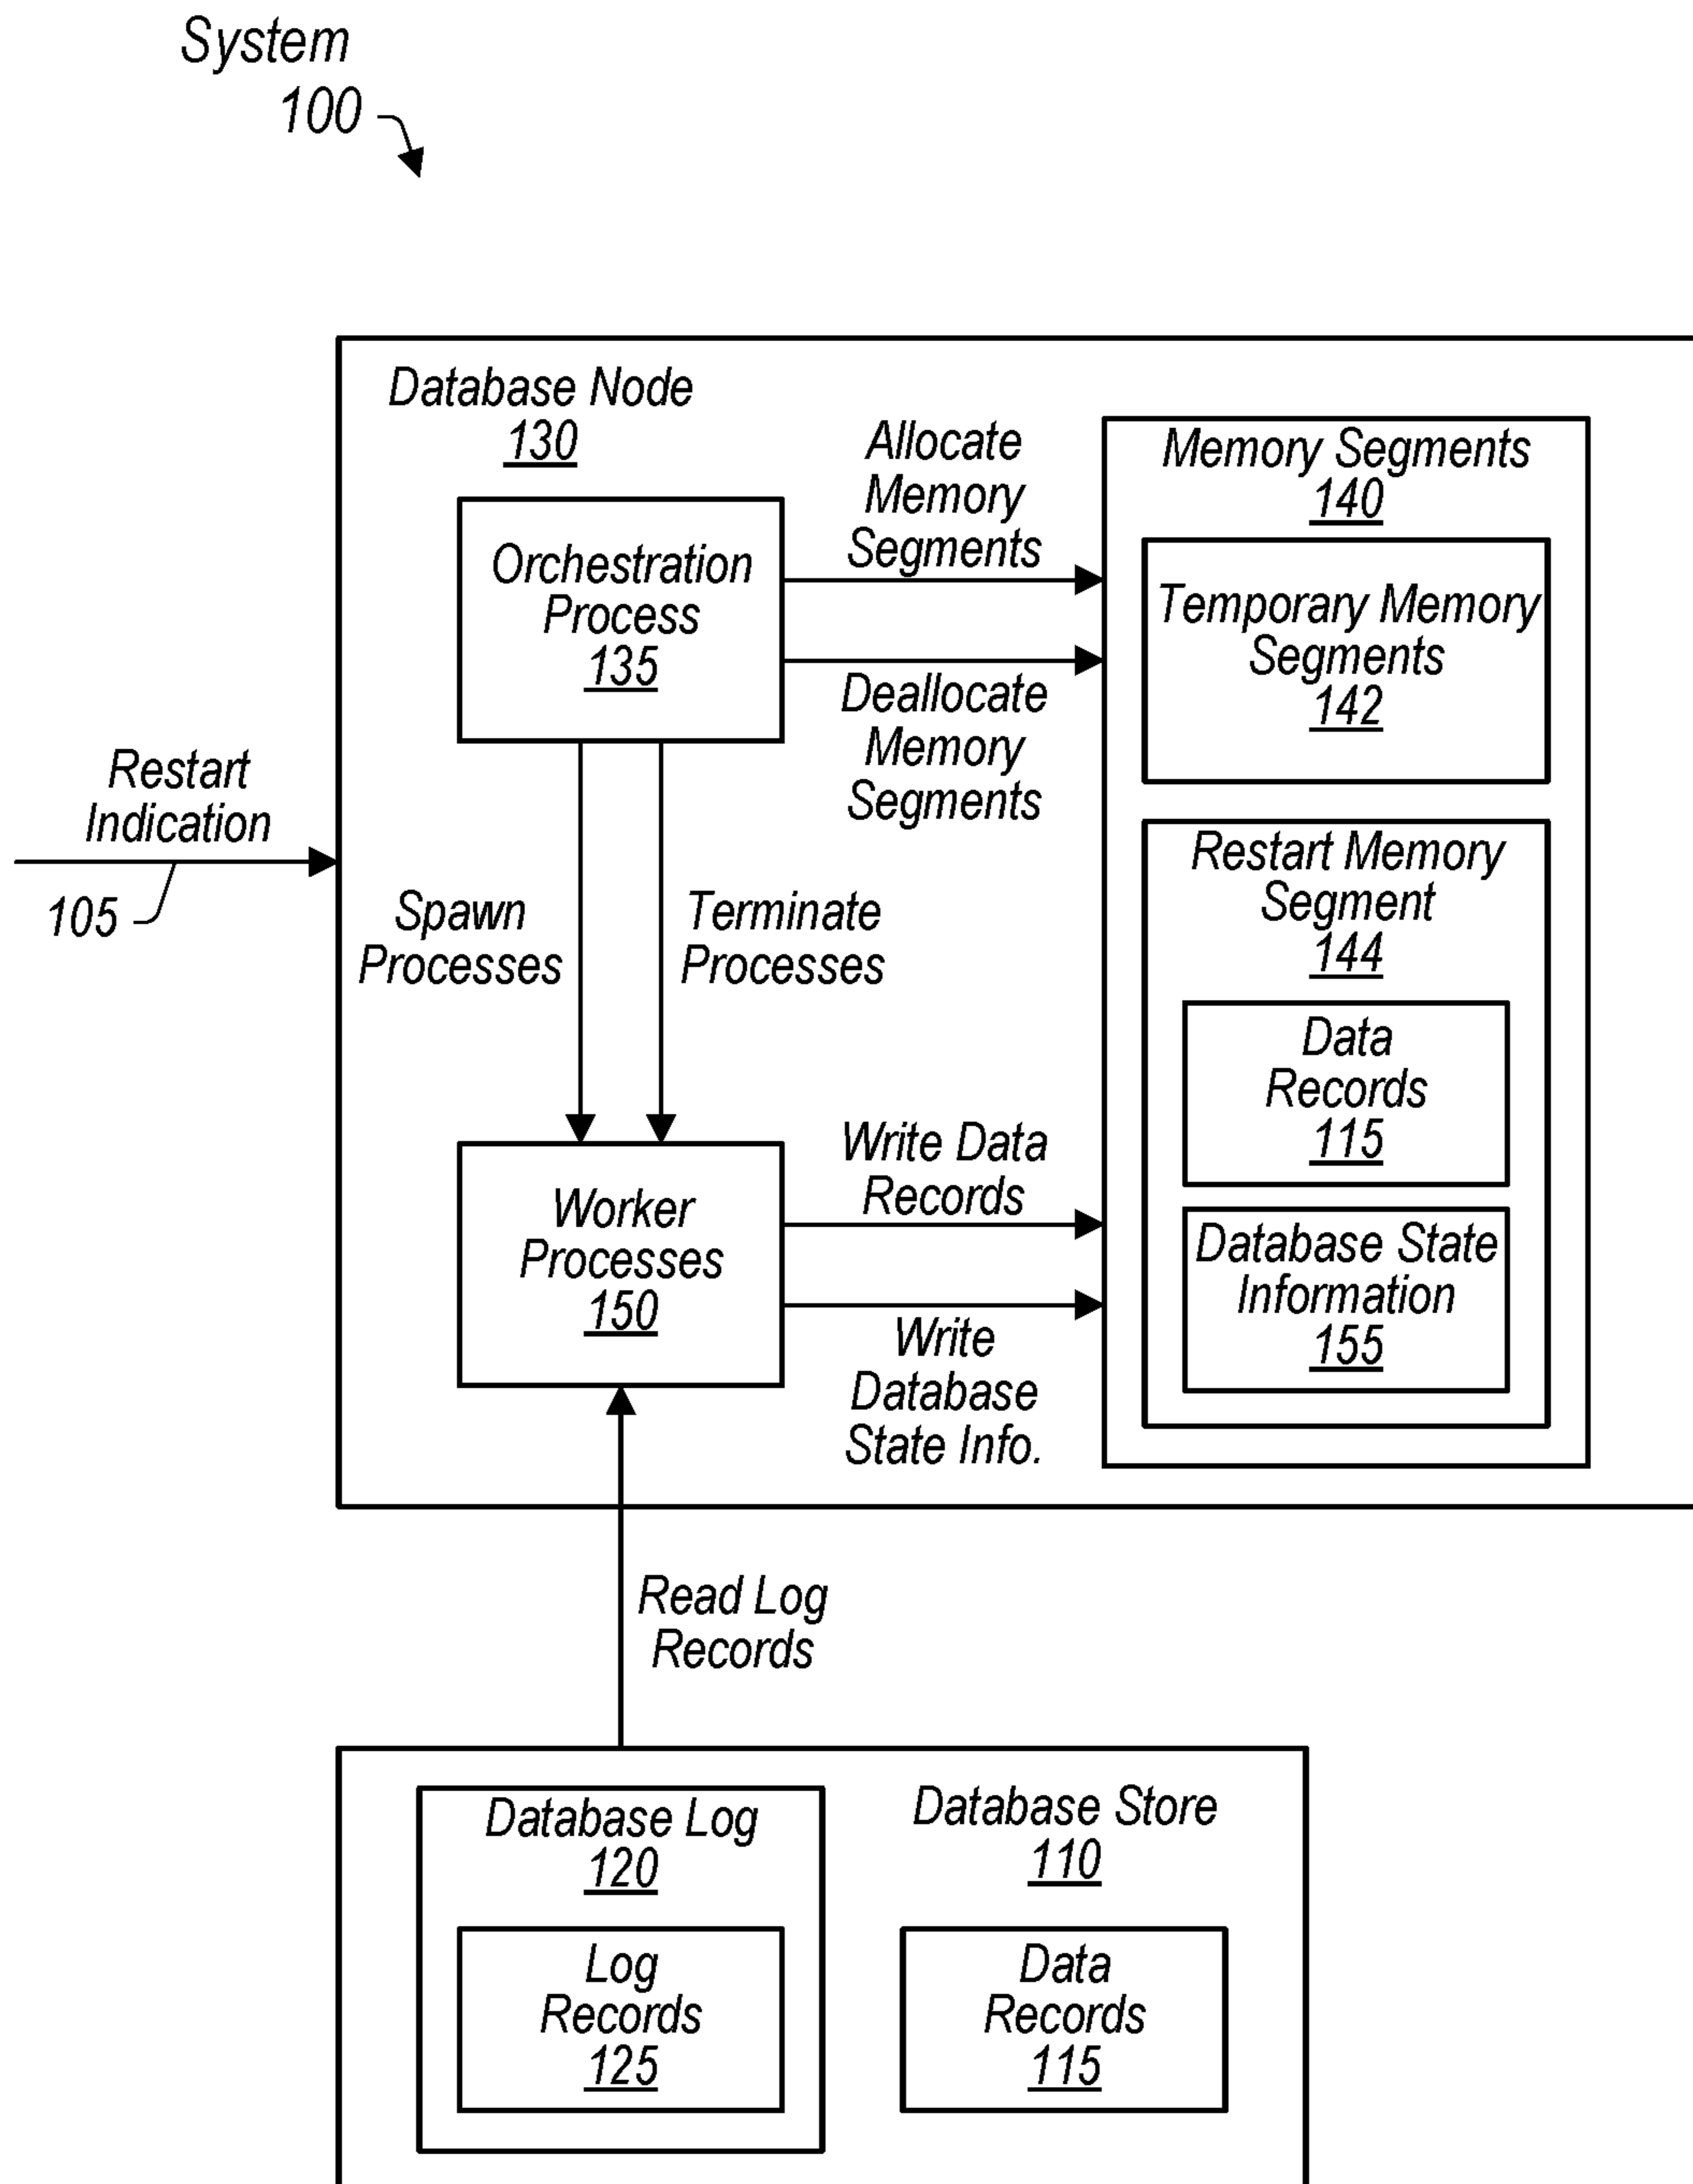 System
100
Database Node
130
Orchestration
Process
135
Allocate
Memory
Segments
Deallocate
Memory
Segments
Memory Segments
140
Temporary Memory
Segments
142
Restart
Indication
105
Spawn
Processes
Terminate
Processes
Restart Memory
Segment
144
Data
Records
115
Database State
Information
155
Worker
Processes
150
Write Data
Records
Write
Database
State Info.
Read Log
Records
Database Log
120
Log
Records
125
Database Store
110
Data
Records
115